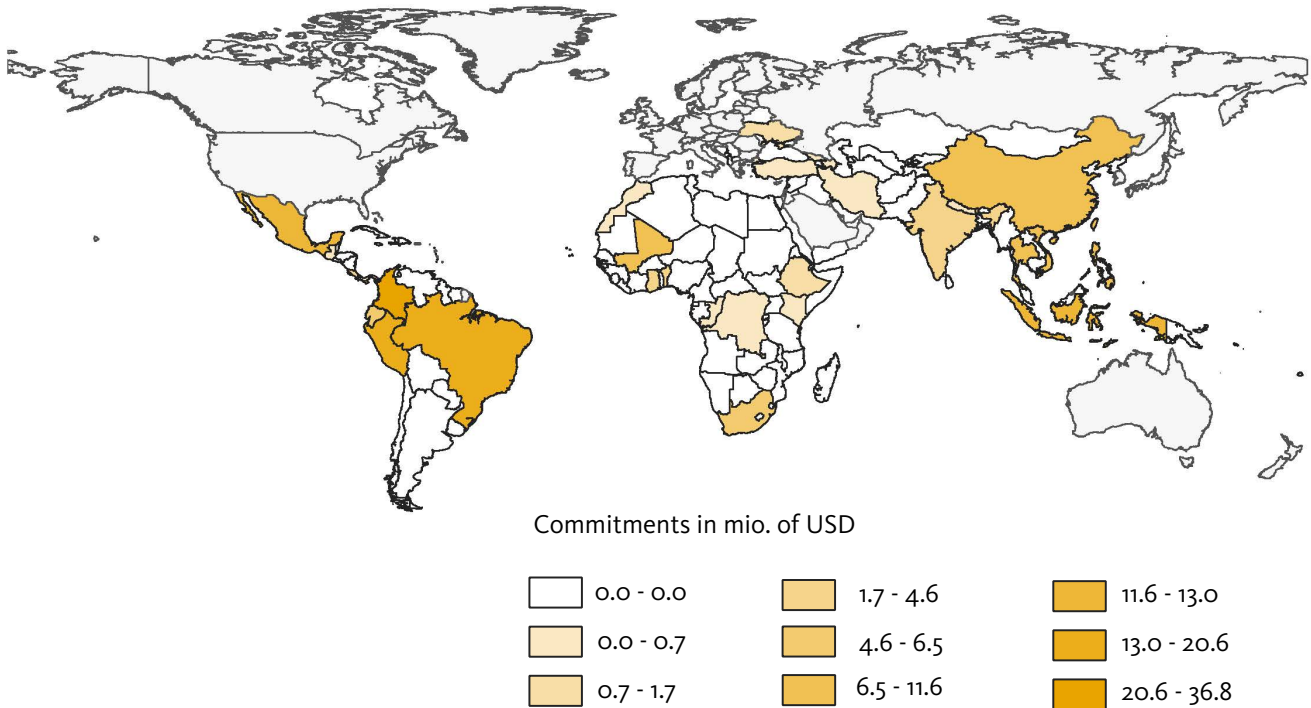 Commitments in mio. of USD
0.0 - 0.0
0.0 - 0.7
0.7 - 1.7
1.7 - 4.6
4.6 - 6.5
6.5 - 11.6
11.6 - 13.0
13.0 - 20.6
20.6 - 36.8